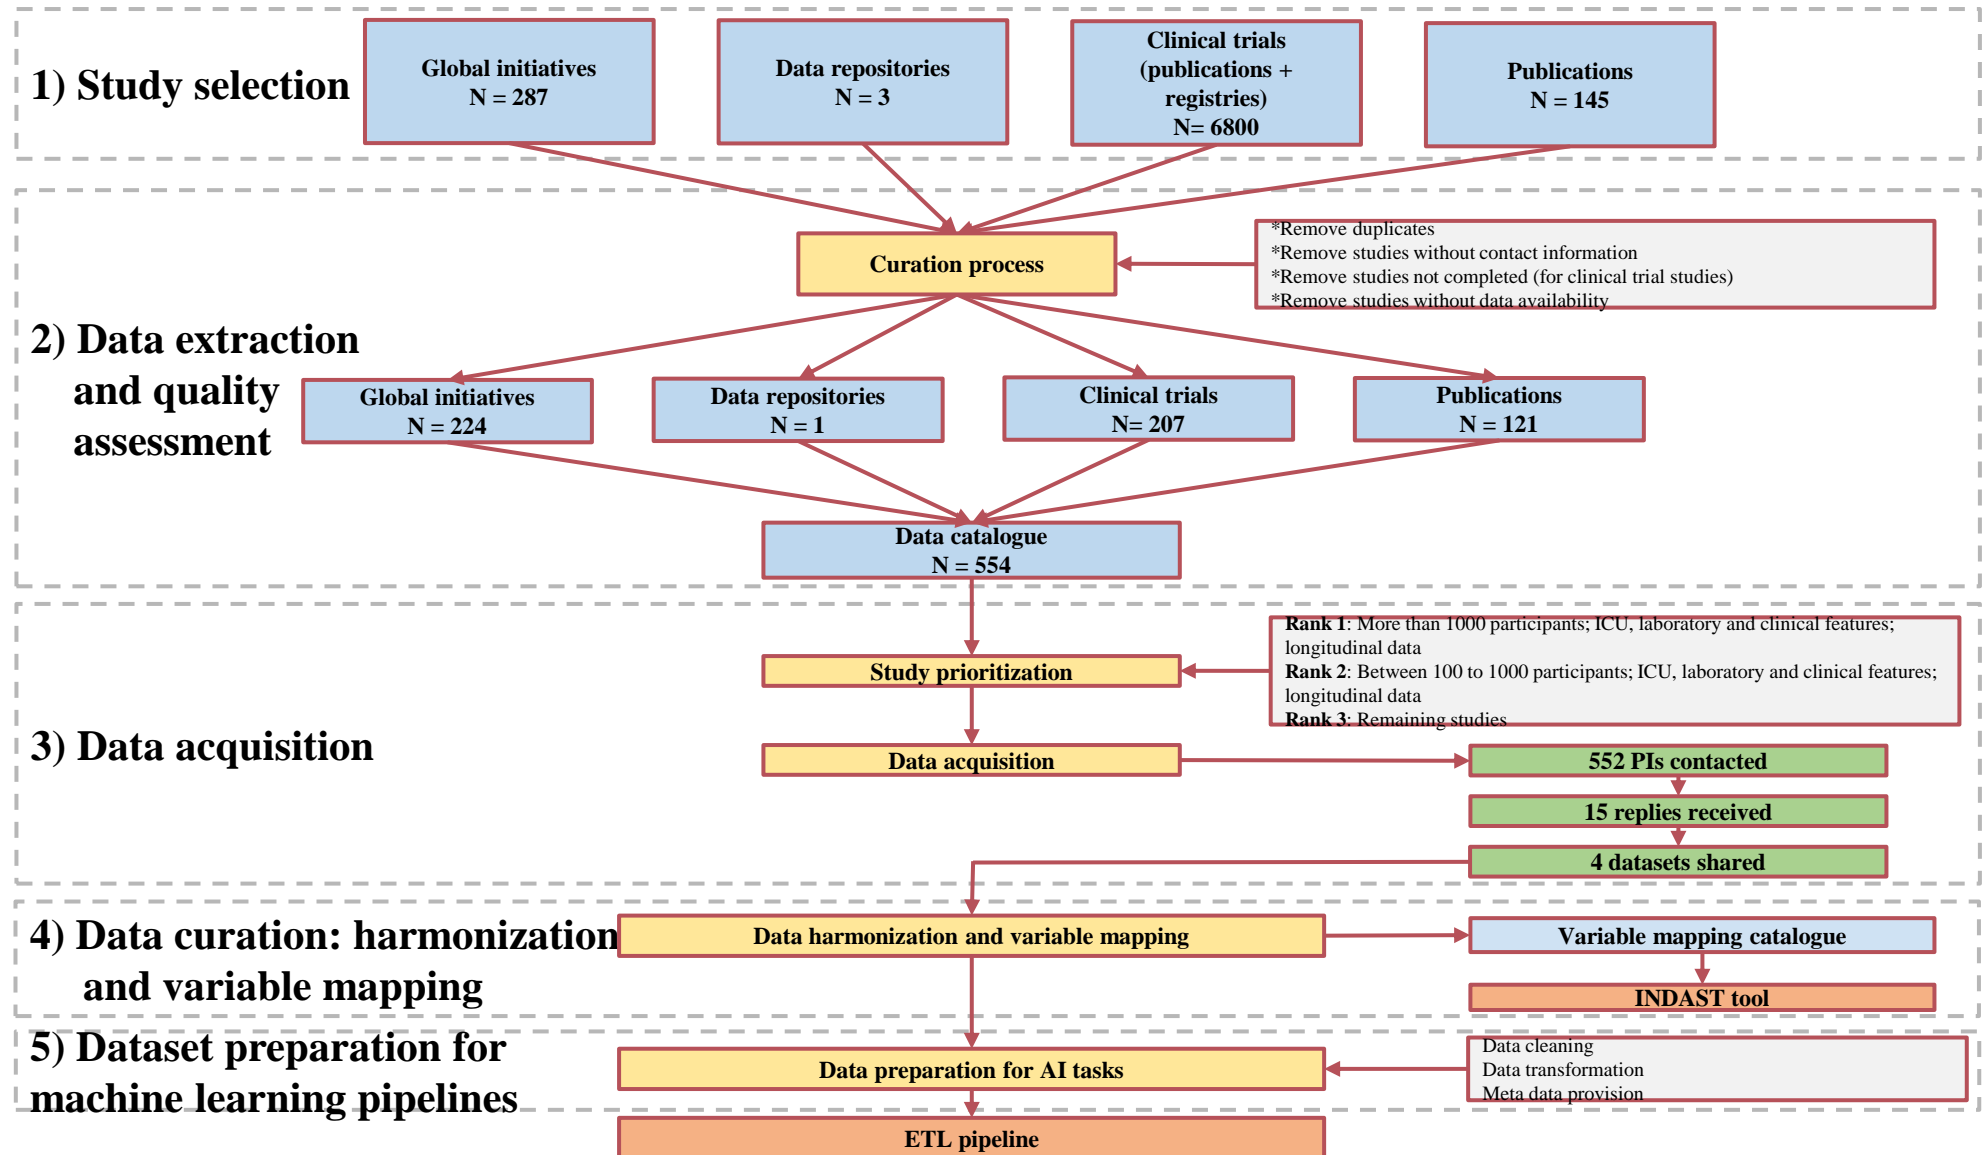 1) Study selection
Global initiatives
N = 287
Data repositories
N = 3
Clinical trials
(publications +
registries)
N= 6800
Publications
N = 145
2) Data extraction
and quality
assessment
Curation process
*Remove duplicates
*Remove studies without contact information
*Remove studies not completed (for clinical trial studies)
*Remove studies without data availability
Global initiatives
N = 224
Data repositories
N = 1
Clinical trials
N= 207
Publications
N = 121
Data catalogue
N = 554
3) Data acquisition
Study prioritization
Rank 1: More than 1000 participants; ICU, laboratory and clinical features;
longitudinal data
Rank 2: Between 100 to 1000 participants; ICU, laboratory and clinical features;
longitudinal data
Rank 3: Remaining studies
Data acquisition
552 PIs contacted
15 replies received
4 datasets shared
4) Data curation: harmonization
and variable mapping
Data harmonization and variable mapping
Variable mapping catalogue
INDAST tool
5) Dataset preparation for
machine learning pipelines
Data preparation for AI tasks
Data cleaning
Data transformation
Meta data provision
ETL pipeline